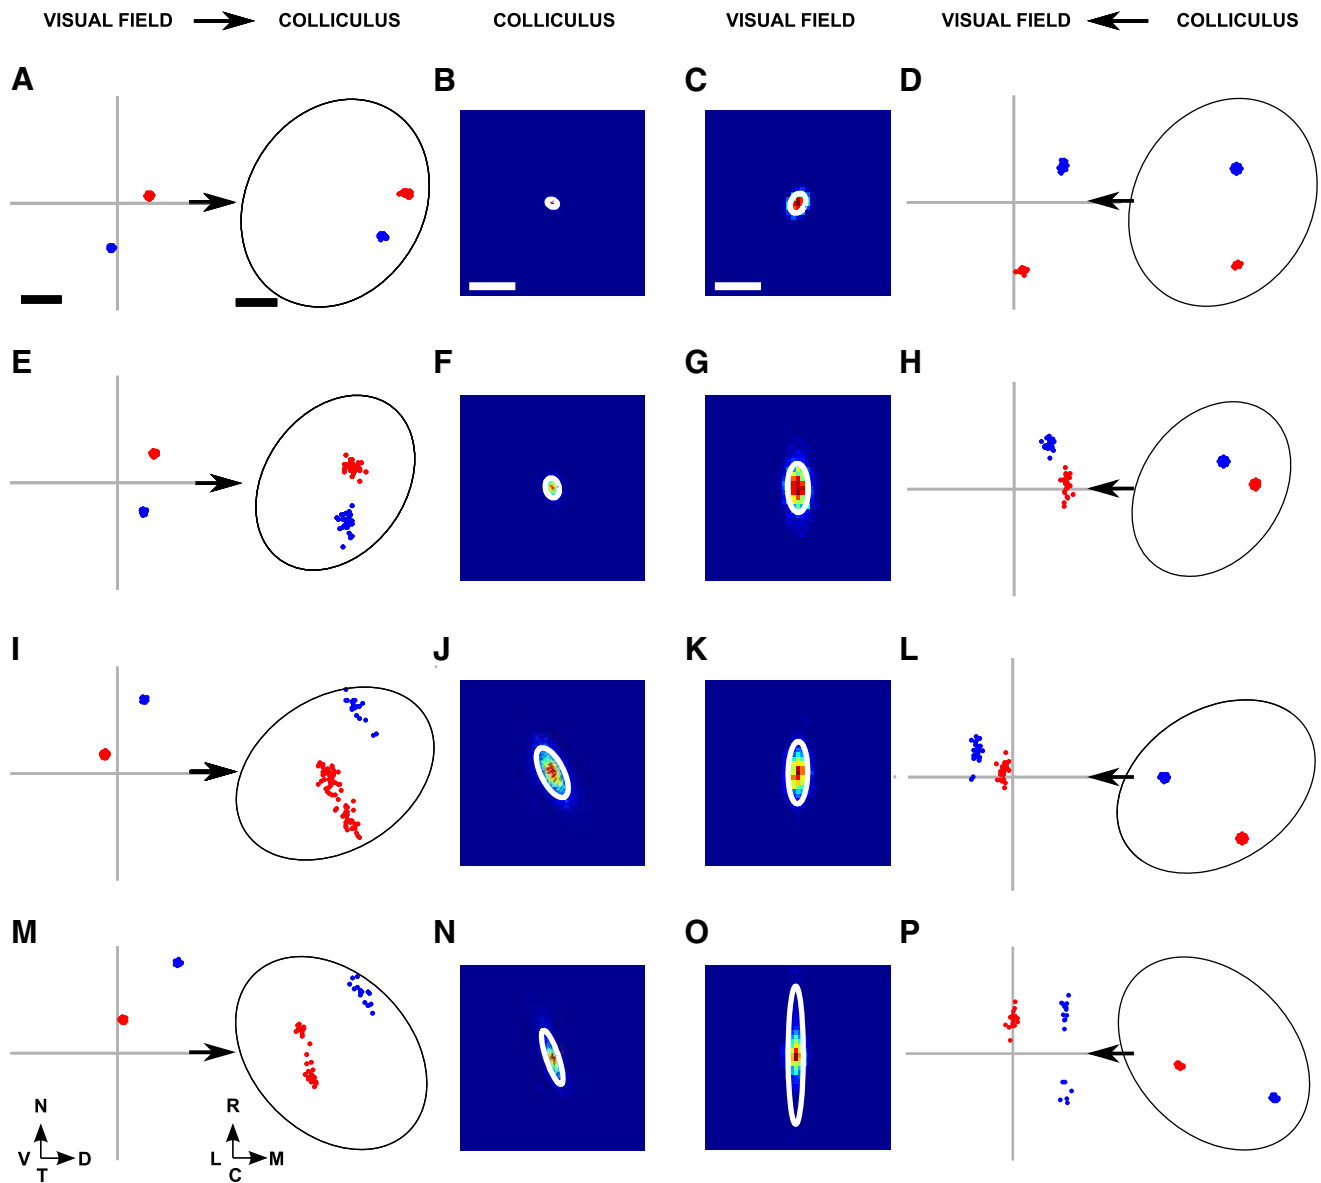 VISUAL FIELD COLLICULUS COLLICULUS VISUAL FIELD VISUAL FIELD COLLICULUS
A B C D
E F G H
I J K L
M N O P
N R
V D L M
T C